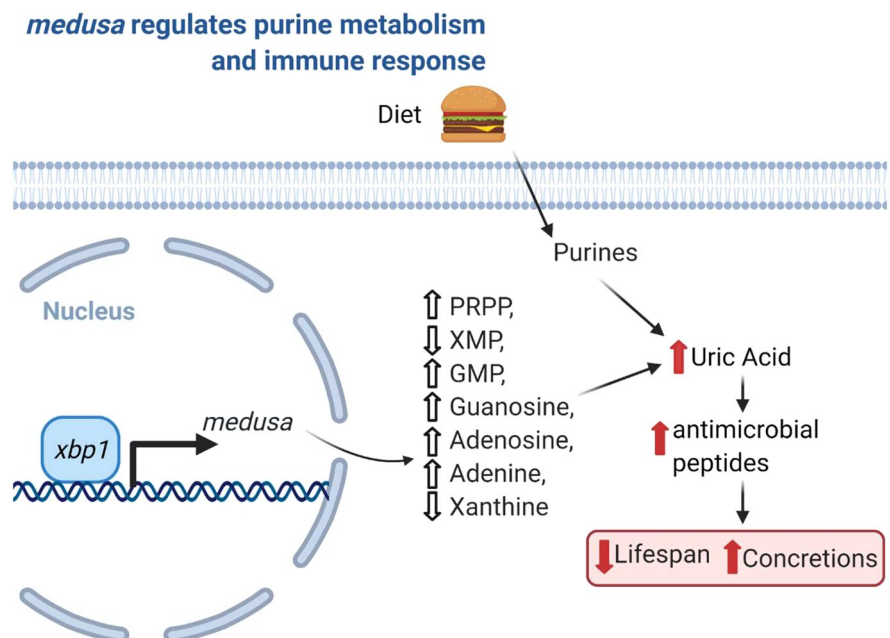 medusa regulates purine metabolism
and immune response
Diet
Purines
Nucleus
PRPP,
XMP,
GMP,
Guanosine,
Adenosine,
Adenine,
Xanthine
Uric Acid
medusa
xbp1
antimicrobial
peptides
Lifespan Concretions